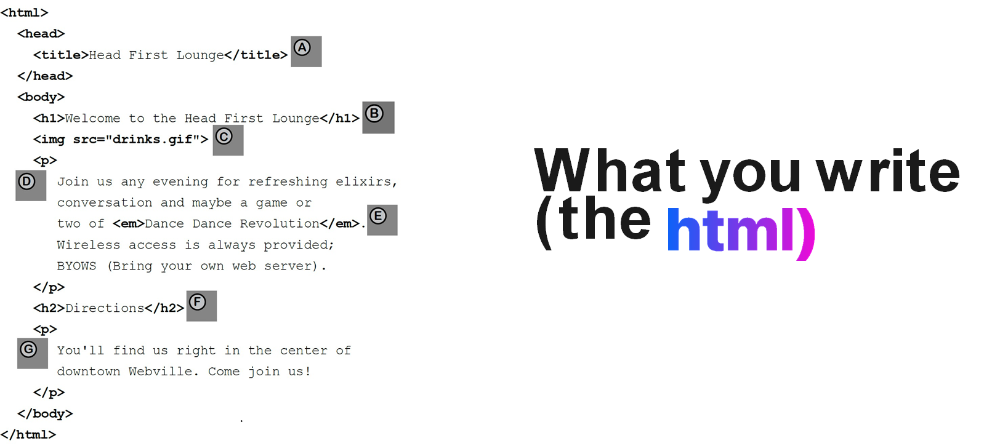 <html>
<head>
<title>Head First Lounge</title> A
</head>
<body>
<h1>Welcome to the Head First Lounge</h1> B
<img src="drinks.gif"> C
<p>
D Join us any evening for refreshing elixirs,
conversation and maybe a game or
two of <em>Dance Dance Revolution</em>. E
Wireless access is always provided;
BYOWS (Bring your own web server).
</p>
<h2>Directions</h2> F
<p>
G You'll find us right in the center of
downtown Webville. Come join us!
</p>
</body>
</html>
What you write
(the html)